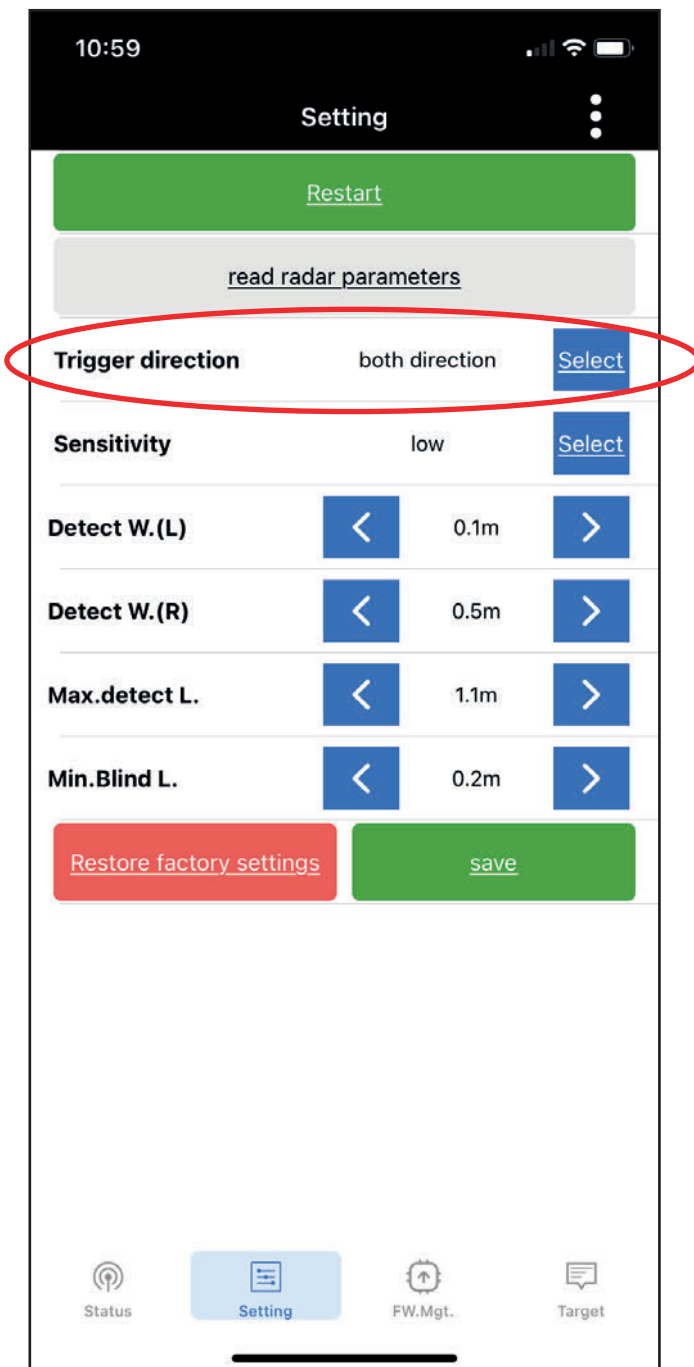 10:59
Setting
Restart
read radar parameters
Trigger direction both direction Select
Sensitivity low Select
Detect W.(L) 0.1m
Detect W.(R) 0.5m
Max.detect L. 1.1m
Min.Blind L. 0.2m
Restore factory settings save
Status Setting FW.Mgt. Target